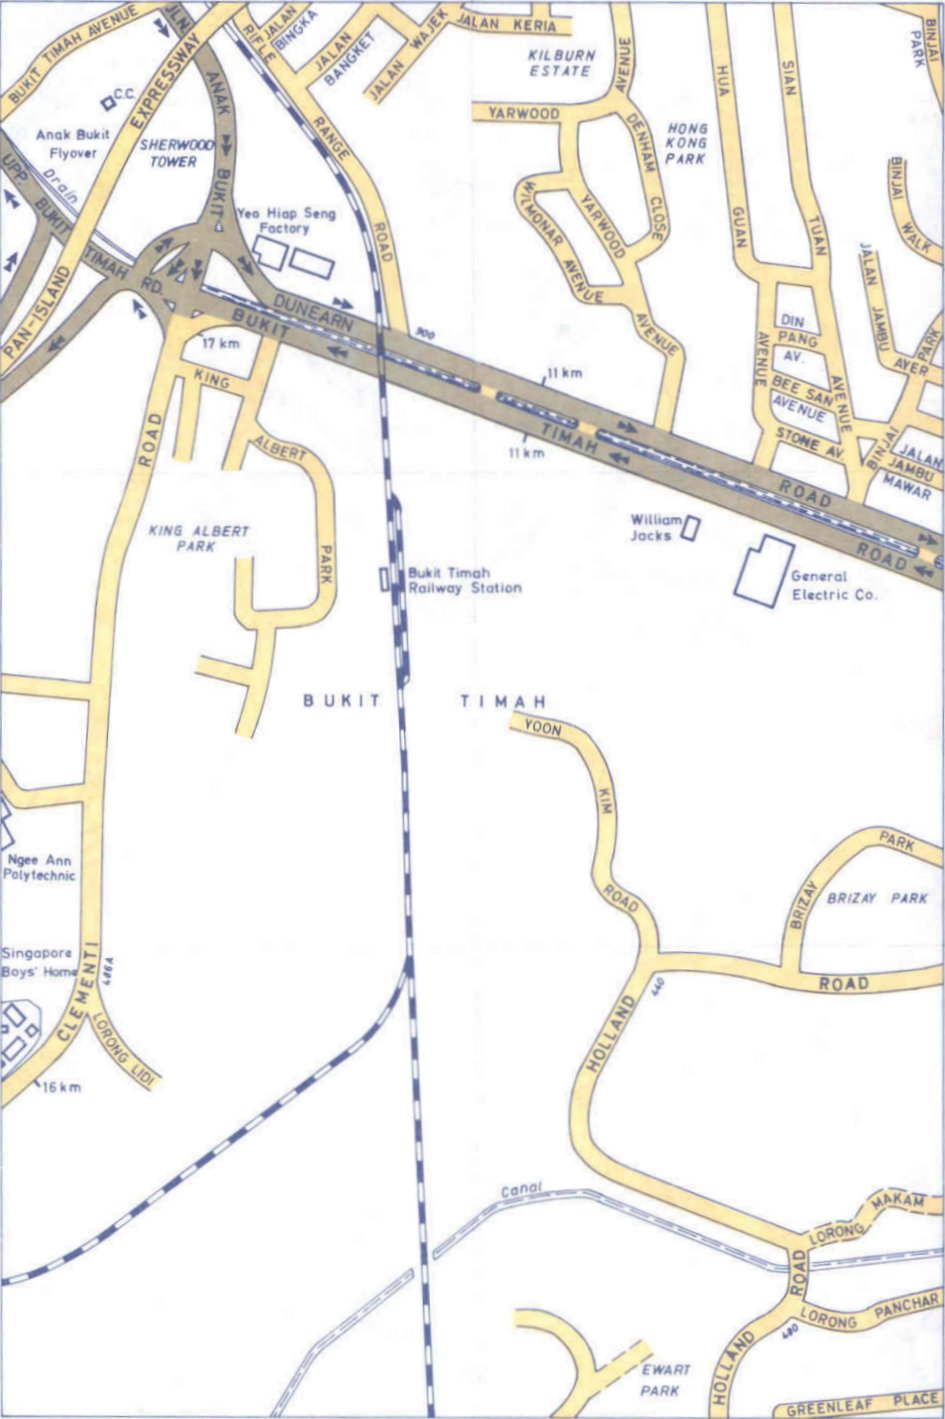 BUKIT TIMAH AVENUE
JLN
ANAK
BUKIT
EXPRESSWAY
PAN-ISLAND
RIFLE
RANGE
ROAD
JALAN
BINGKA
JALAN
BANGKET
JALAN WAJEK
JALAN KERIA
KILBURN
ESTATE
AVENUE
HUA
GUAN
AVENUE
SIAN
TUAN
AVENUE
BINJAI
PARK
C.C.
Anak Bukit
Flyover
Drain
SHERWOOD
TOWER
YARWOOD
YARWOOD
AVENUE
DENHAM
CLOSE
HONG
KONG
PARK
WILMONAR
AVENUE
BINJAI
WALK
UPP.
BUKIT
TIMAH
RD.
Yeo Hiap Seng
Factory
DUNEARN
ROAD
BUKIT
TIMAH
ROAD
900
17 km
11 km
11 km
JALAN
JAMBU
AYER
DIN
PANG
AV.
BEE SAN
AVENUE
STONE AV.
BINJAI
PARK
JALAN
JAMBU
MAWAR
KING
ALBERT
PARK
ROAD
KING ALBERT
PARK
William
Jacks
General
Electric Co.
Bukit Timah
Railway Station
BUKIT TIMAH
YOON
KIM
ROAD
Ngee Ann
Polytechnic
BRIZAY
PARK
BRIZAY PARK
Singapore
Boys' Home
CLEMENTI
486A
LORONG LIDI
16 km
HOLLAND
ROAD
440
Canal
LORONG
MAKAM
ROAD
LORONG PANCHAR
480
HOLLAND
EWART
PARK
GREENLEAF PLACE